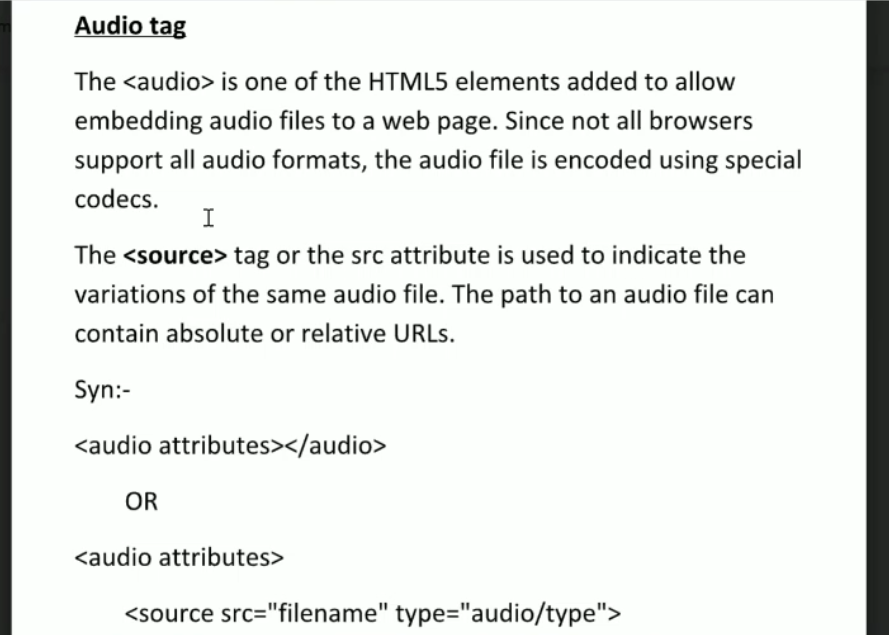 Audio tag
The <audio> is one of the HTML5 elements added to allow
embedding audio files to a web page. Since not all browsers
support all audio formats, the audio file is encoded using special
codecs.
The <source> tag or the src attribute is used to indicate the
variations of the same audio file. The path to an audio file can
contain absolute or relative URLs.
Syn:-
<audio attributes></audio>
OR
<audio attributes>
<source src="filename" type="audio/type">